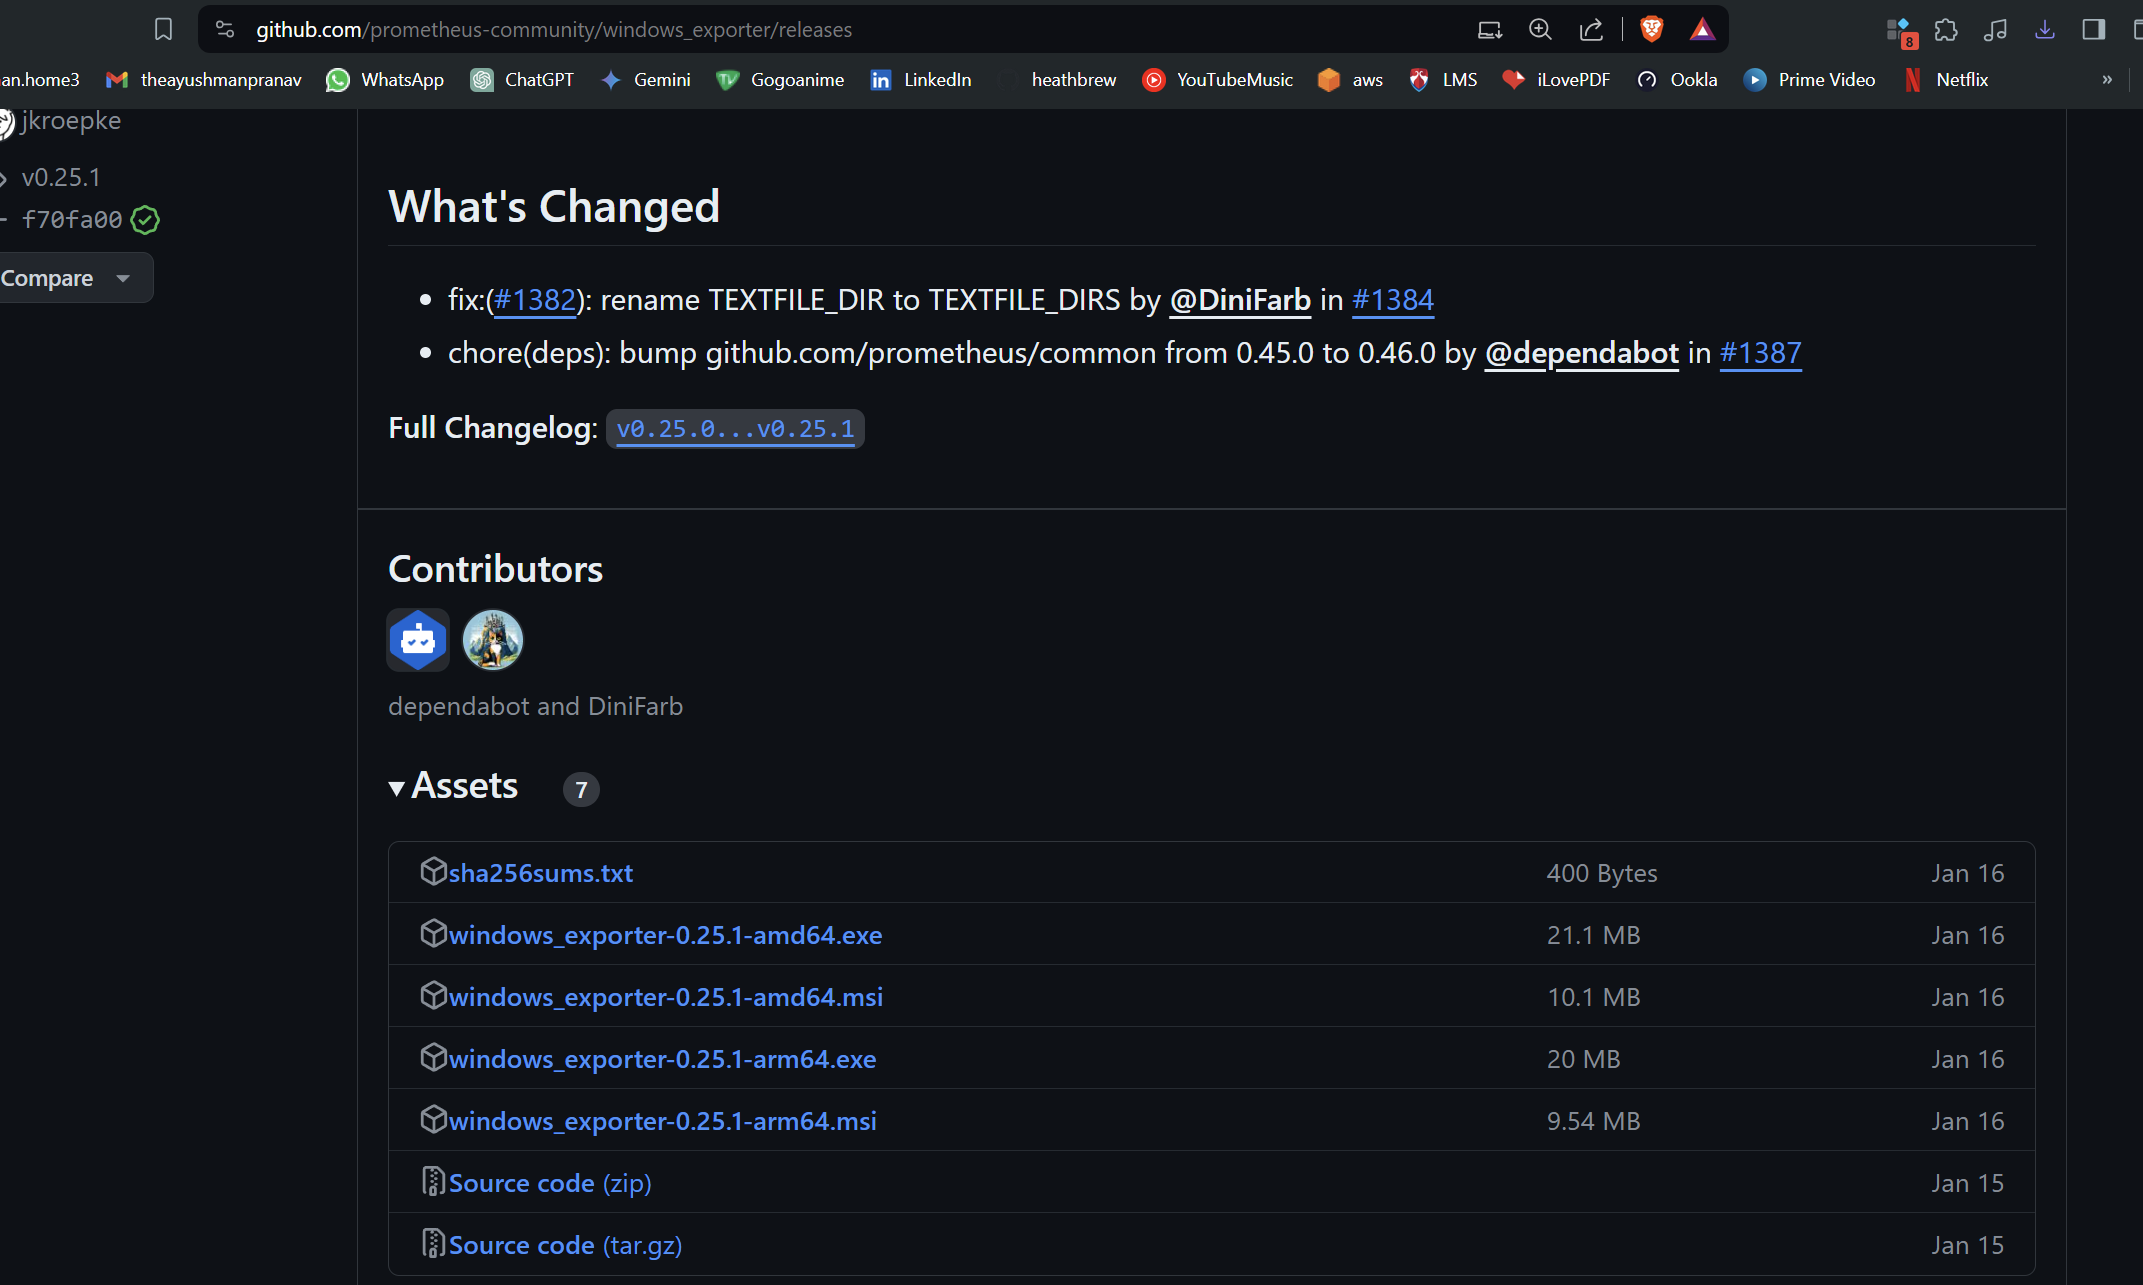 github.com/prometheus-community/windows_exporter/releases
8
an.home3 theayushmanpranav WhatsApp ChatGPT Gemini Gogoanime LinkedIn heathbrew YouTubeMusic aws LMS iLovePDF Ookla Prime Video Netflix »
jkroepke
v0.25.1
f70fa00
Compare
What's Changed
• fix:(#1382): rename TEXTFILE_DIR to TEXTFILE_DIRS by @DiniFarb in #1384
• chore(deps): bump github.com/prometheus/common from 0.45.0 to 0.46.0 by @dependabot in #1387
Full Changelog: v0.25.0...v0.25.1
Contributors
dependabot and DiniFarb
Assets 7
sha256sums.txt 400 Bytes Jan 16
windows_exporter-0.25.1-amd64.exe 21.1 MB Jan 16
windows_exporter-0.25.1-amd64.msi 10.1 MB Jan 16
windows_exporter-0.25.1-arm64.exe 20 MB Jan 16
windows_exporter-0.25.1-arm64.msi 9.54 MB Jan 16
Source code (zip) Jan 15
Source code (tar.gz) Jan 15